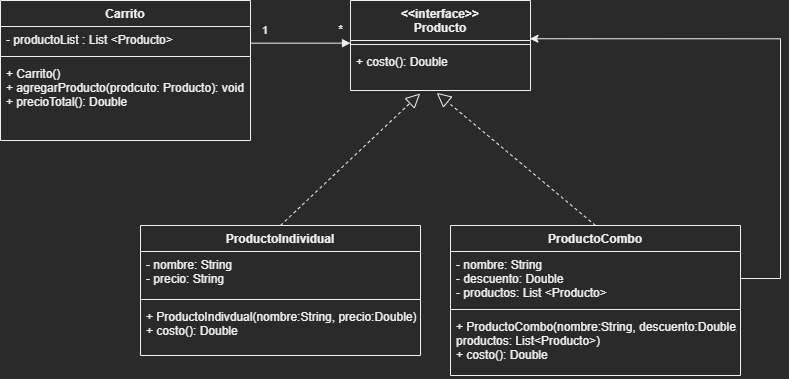 Carrito
- productoList : List <Producto>
+ Carrito()
+ agregarProducto(prodcuto: Producto): void
+ precioTotal(): Double
1
*
<<interface>>
Producto
+ costo(): Double
ProductoIndividual
- nombre: String
- precio: String
+ ProductoIndivdual(nombre:String, precio:Double)
+ costo(): Double
ProductoCombo
- nombre: String
- descuento: Double
- productos: List <Producto>
+ ProductoCombo(nombre:String, descuento:Double
productos: List<Producto>)
+ costo(): Double